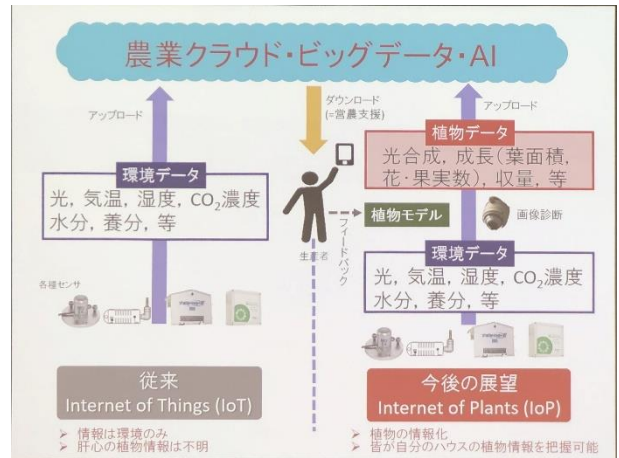 農業クラウド・ビッグデータ・AI
アップロード
ダウンロード
(=営農支援)
アップロード
植物データ
光合成, 成長(葉面積,
花・果実数), 収量, 等
環境データ
光, 気温, 湿度, CO₂濃度
水分, 養分, 等
植物モデル
画像診断
生産者
フィードバック
環境データ
光, 気温, 湿度, CO₂濃度
水分, 養分, 等
各種センサ
従来
Internet of Things (IoT)
今後の展望
Internet of Plants (IoP)
➢ 情報は環境のみ
➢ 肝心の植物情報は不明
➢ 植物の情報化
➢ 皆が自分のハウスの植物情報を把握可能